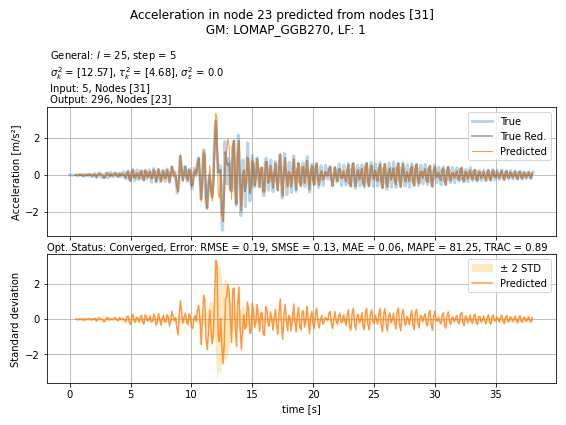 Acceleration in node 23 predicted from nodes [31]
GM: LOMAP_GGB270, LF: 1
General: l = 25, step = 5
σ²ₖ = [12.57], τ²ₖ = [4.68], σ²ε = 0.0
Input: 5, Nodes [31]
Output: 296, Nodes [23]
True
True Red.
Predicted
Acceleration [m/s²]
2
0
−2
Opt. Status: Converged, Error: RMSE = 0.19, SMSE = 0.13, MAE = 0.06, MAPE = 81.25, TRAC = 0.89
± 2 STD
Predicted
Standard deviation
2
0
−2
0 5 10 15 20 25 30 35
time [s]